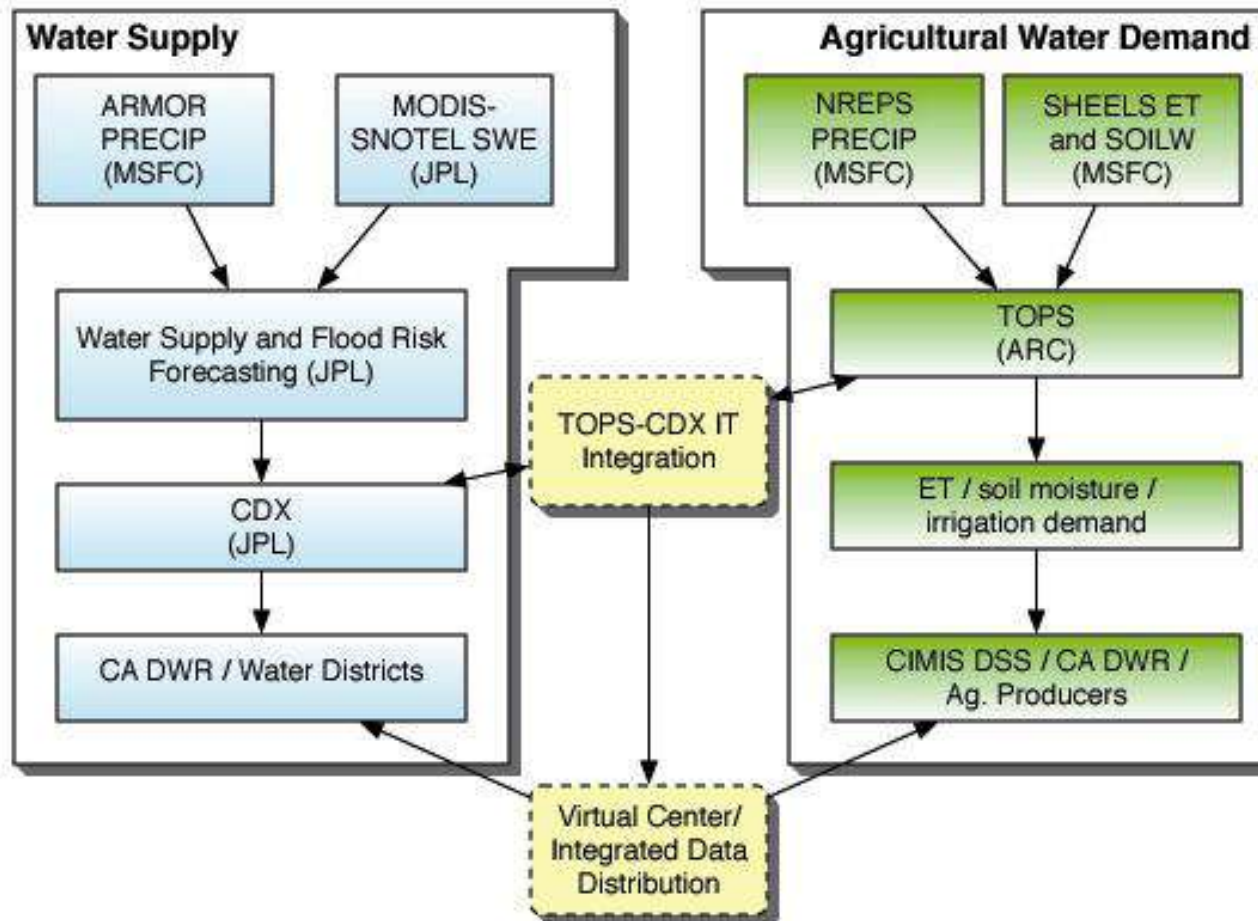 Water Supply
ARMOR
PRECIP
(MSFC)
MODIS-
SNOTEL SWE
(JPL)
Water Supply and Flood Risk
Forecasting (JPL)
CDX
(JPL)
CA DWR / Water Districts
TOPS-CDX IT
Integration
Virtual Center/
Integrated Data
Distribution
Agricultural Water Demand
NREPS
PRECIP
(MSFC)
SHEELS ET
and SOILW
(MSFC)
TOPS
(ARC)
ET / soil moisture /
irrigation demand
CIMIS DSS / CA DWR /
Ag. Producers